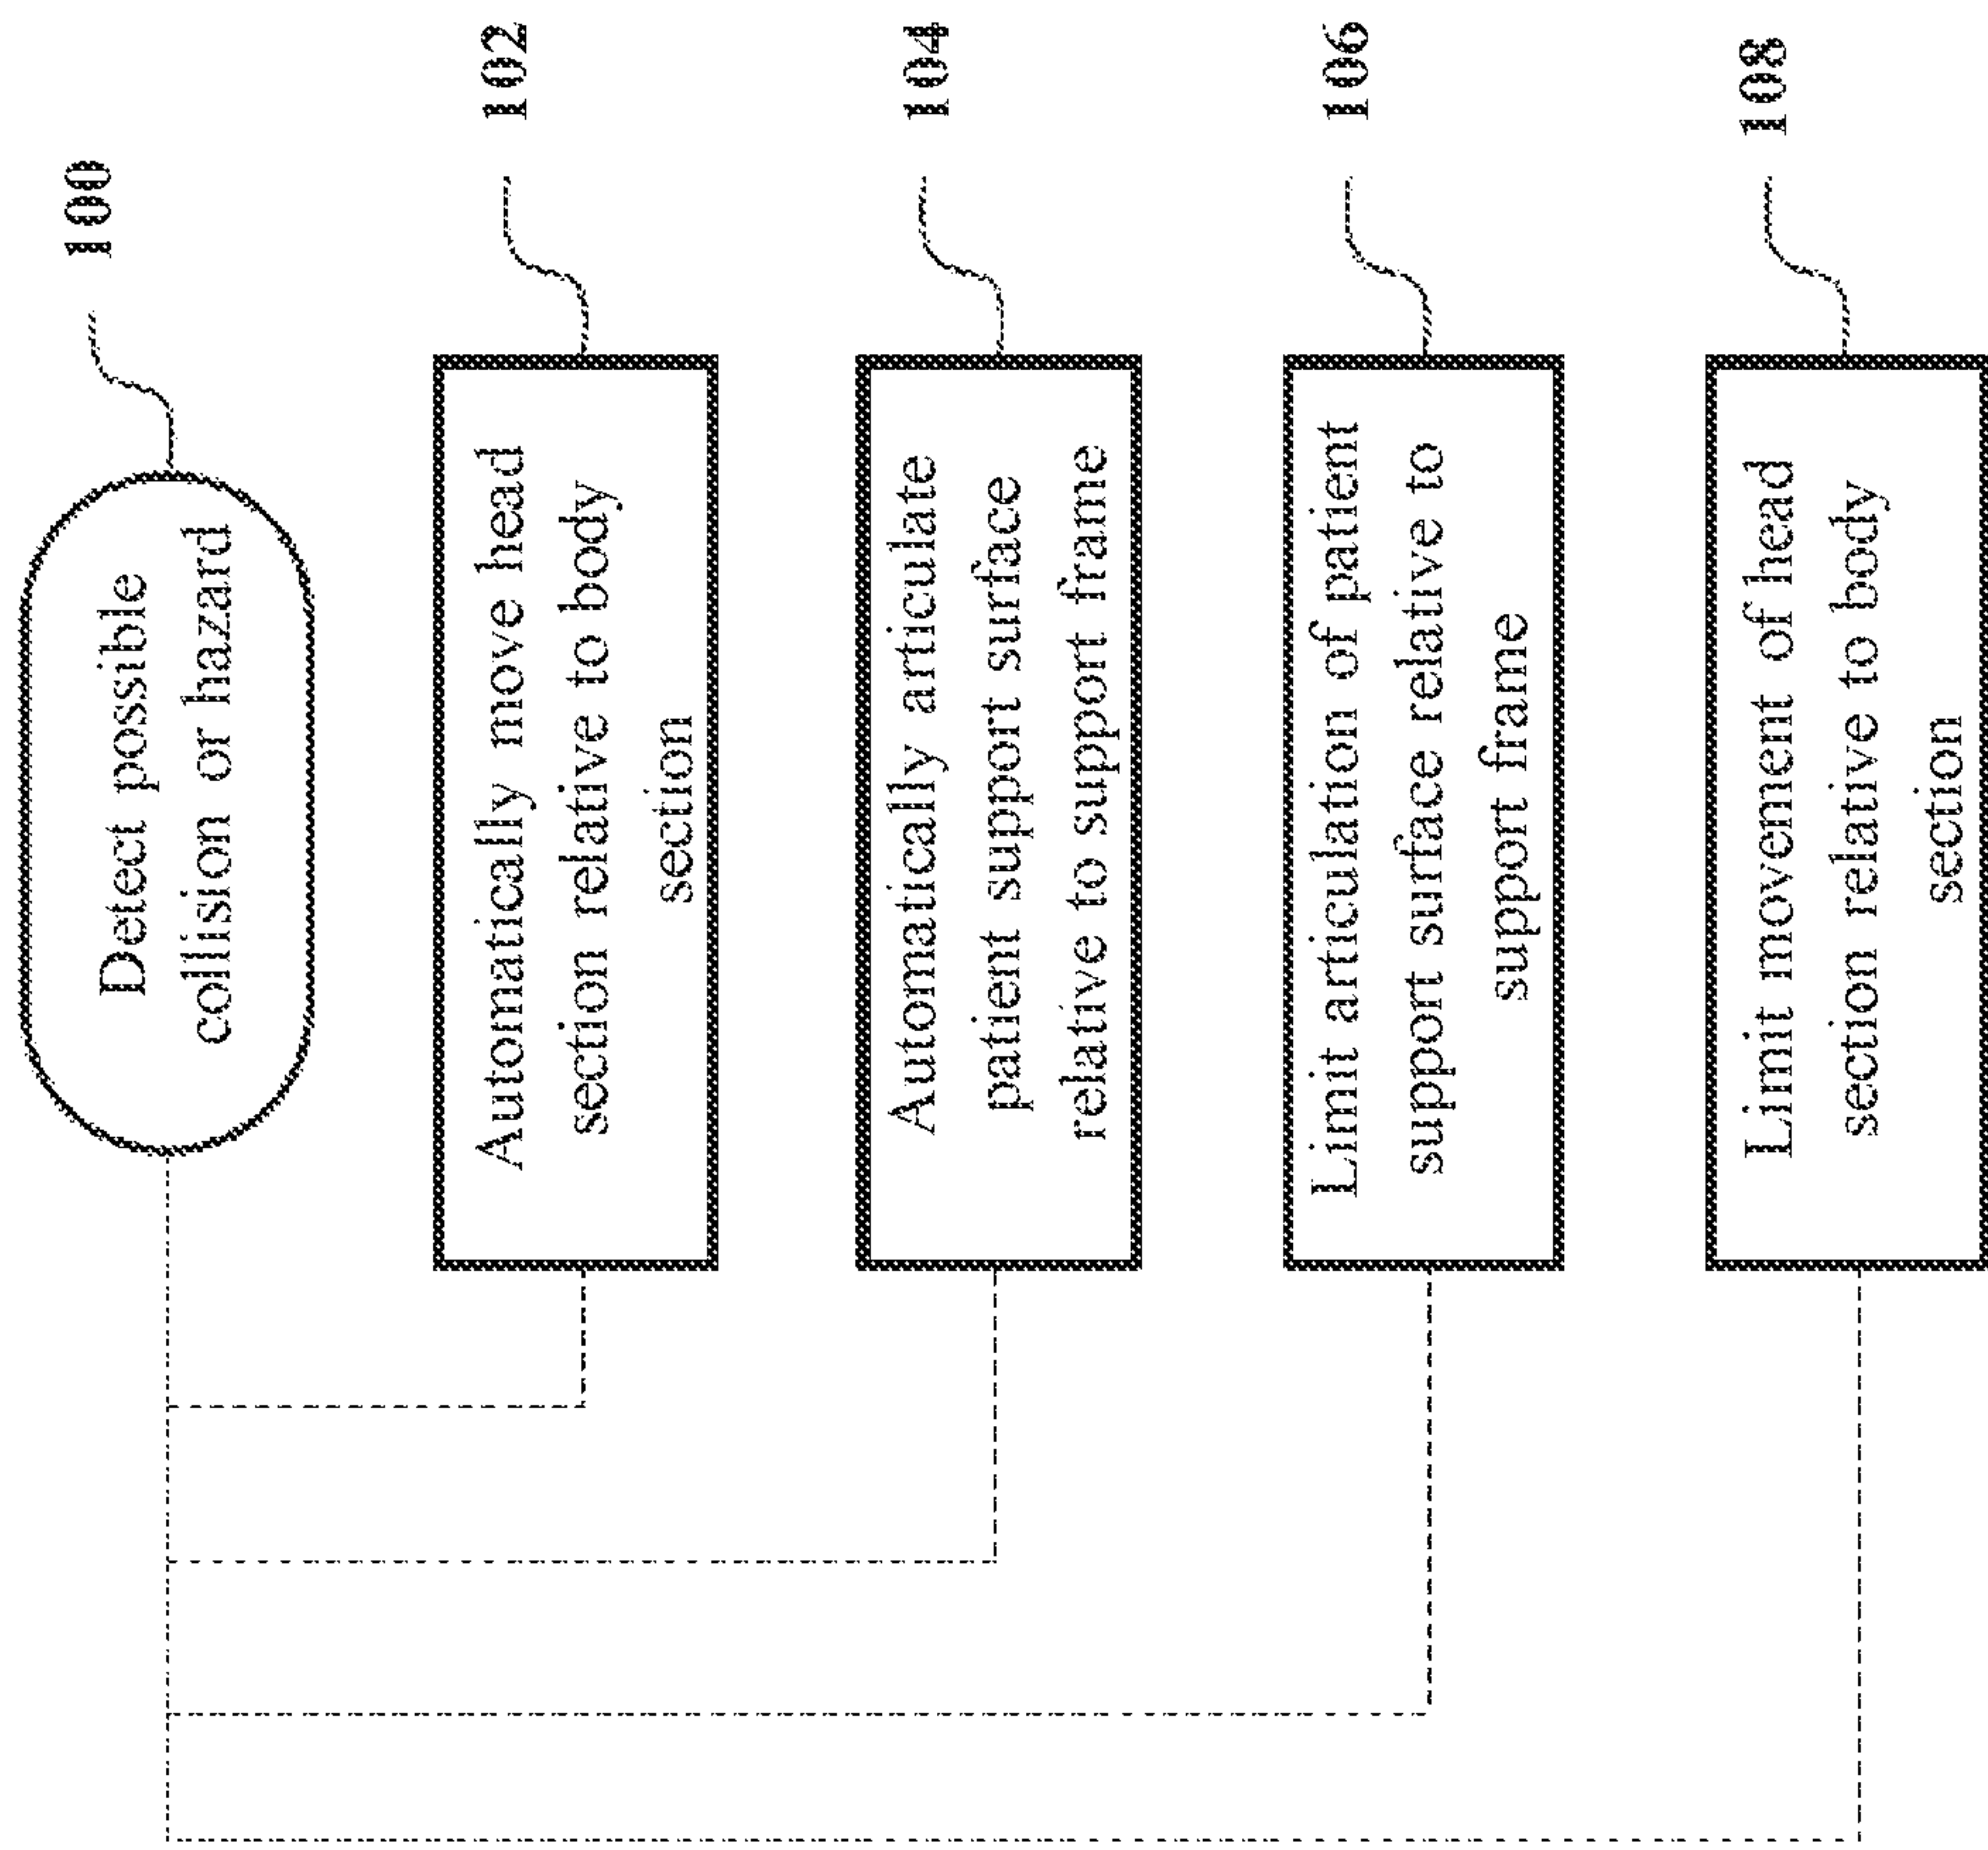 100
Detect possible
collision or hazard
102
Automatically move head
section relative to body
section
104
Automatically articulate
patient support surface
relative to support frame
106
Limit articulation of patient
support surface relative to
support frame
108
Limit movement of head
section relative to body
section